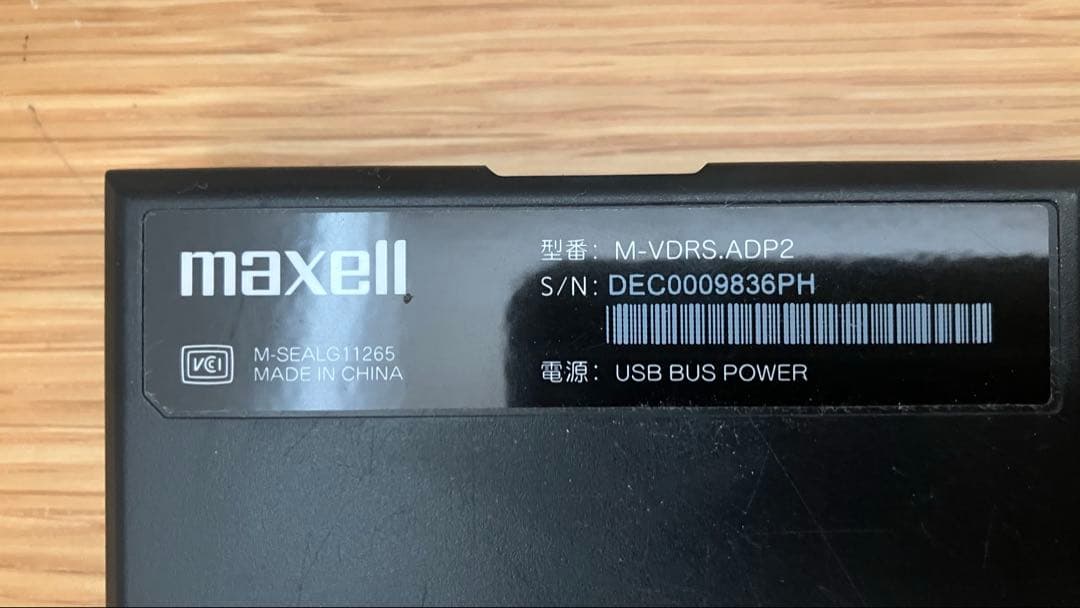 maxell
VCI
M-SEALG11265
MADE IN CHINA
型番: M-VDRS.ADP2
S/N: DEC0009836PH
電源: USB BUS POWER